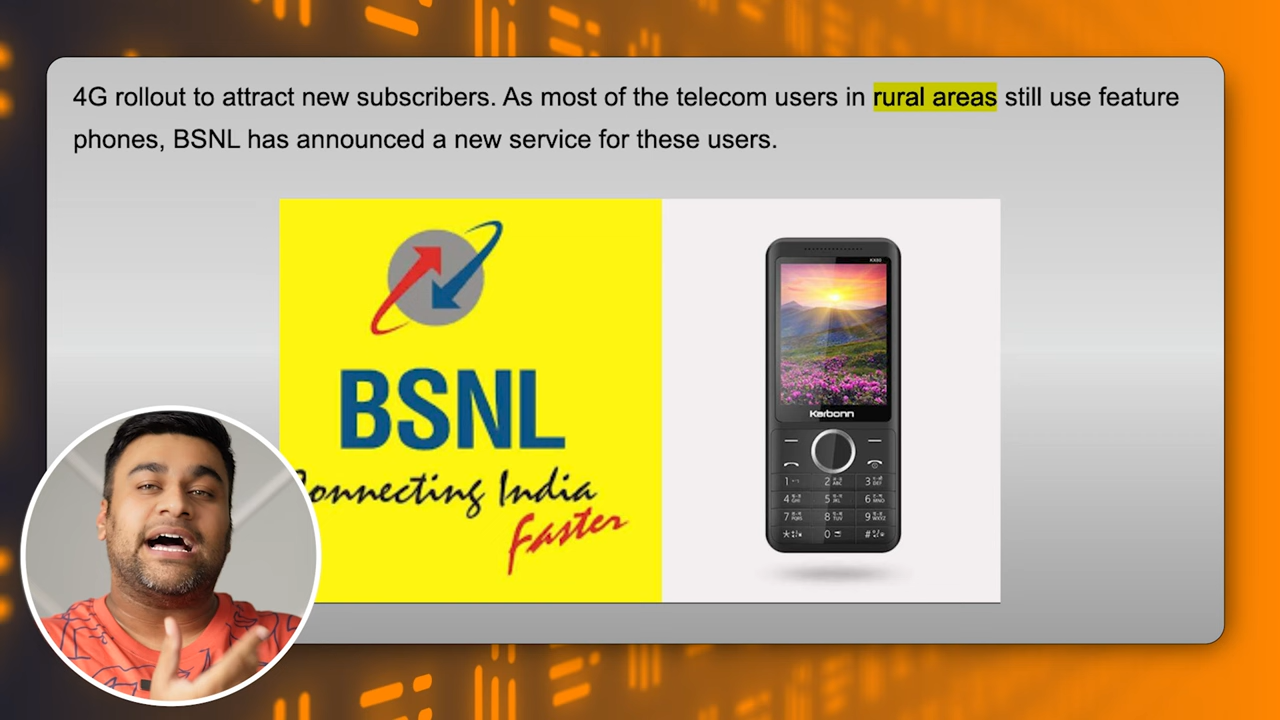 4G rollout to attract new subscribers. As most of the telecom users in rural areas still use feature
phones, BSNL has announced a new service for these users.
BSNL
Connecting India
Faster
Karbonn